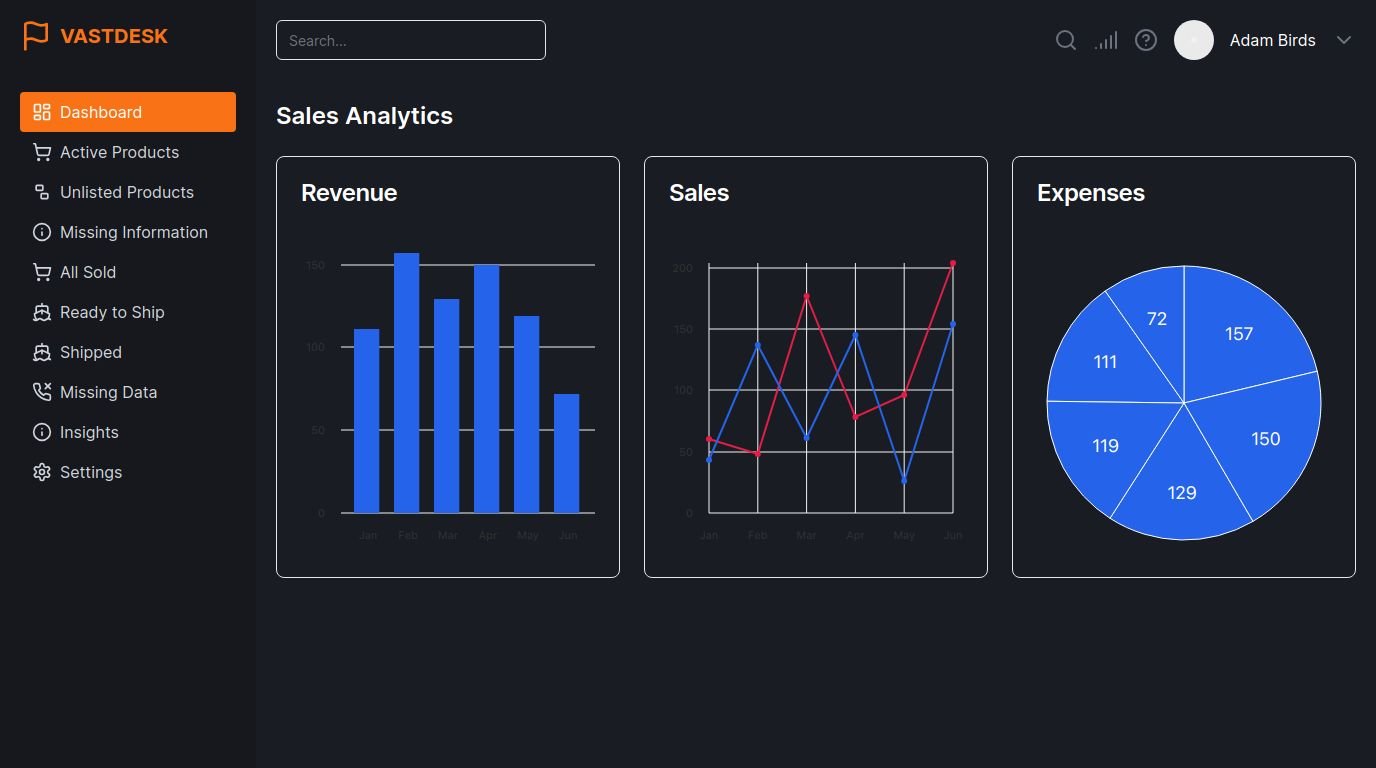 VASTDESK
Search...
Adam Birds
Dashboard
Active Products
Unlisted Products
Missing Information
All Sold
Ready to Ship
Shipped
Missing Data
Insights
Settings
Sales Analytics
Revenue
150
100
50
0
Jan Feb Mar Apr May Jun
Sales
200
150
100
50
0
Jan Feb Mar Apr May Jun
Expenses
72 157
111
150
119
129